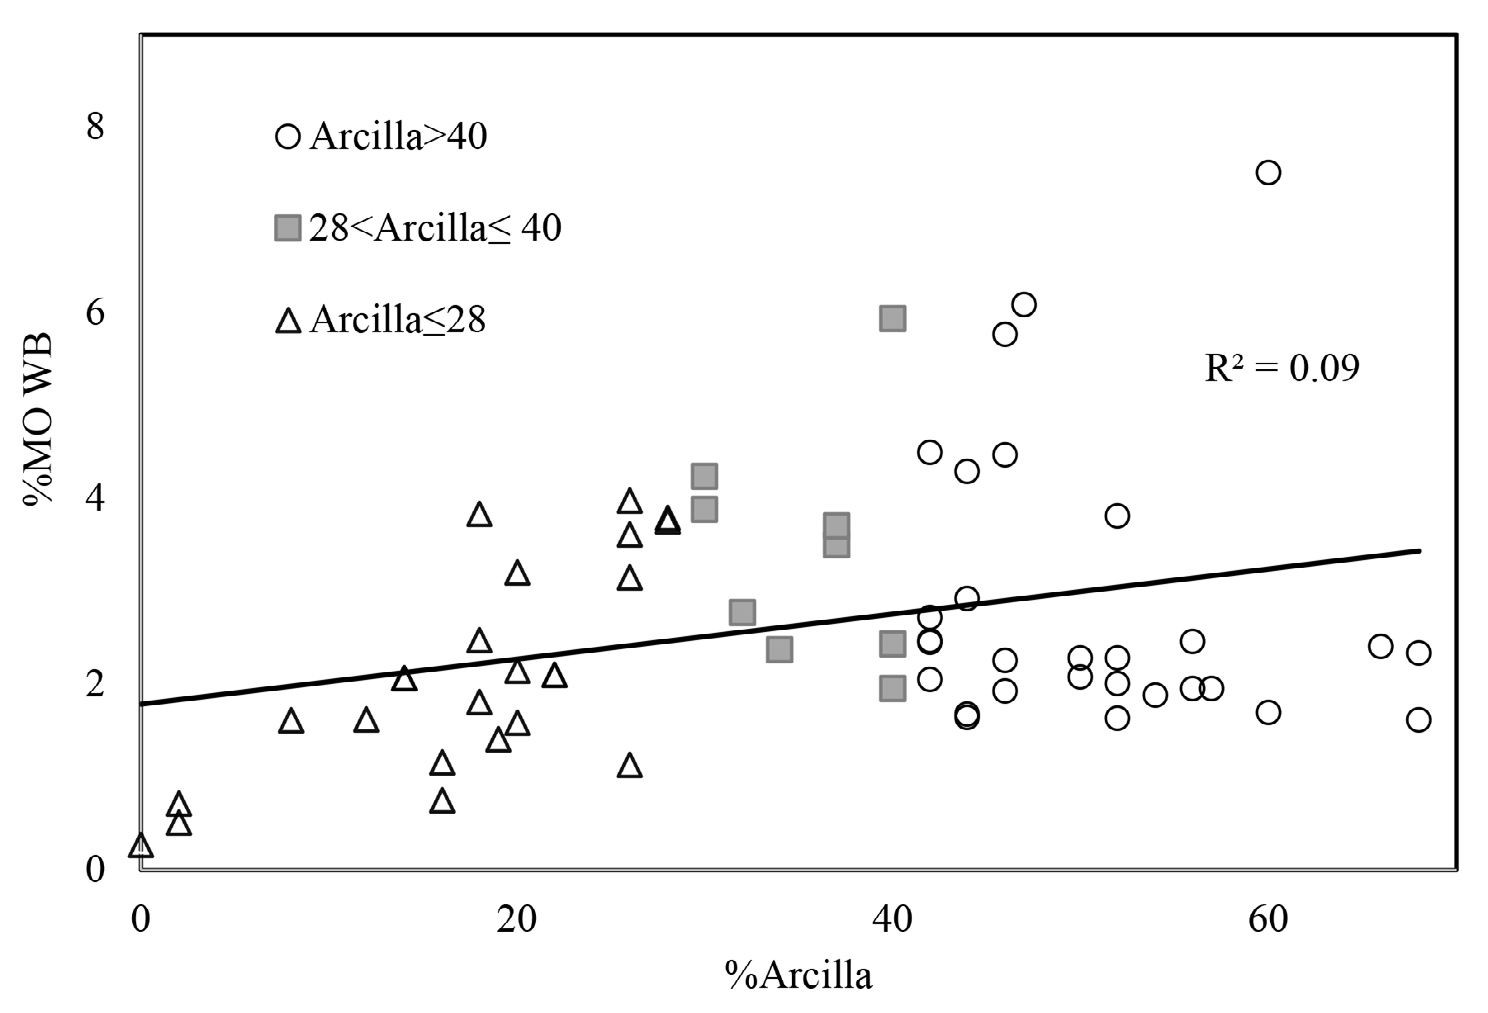 8
6
4
2
0
%MO WB
Arcilla>40
28<Arcilla≤ 40
Arcilla≤28
R² = 0.09
0 20 40 60
%Arcilla